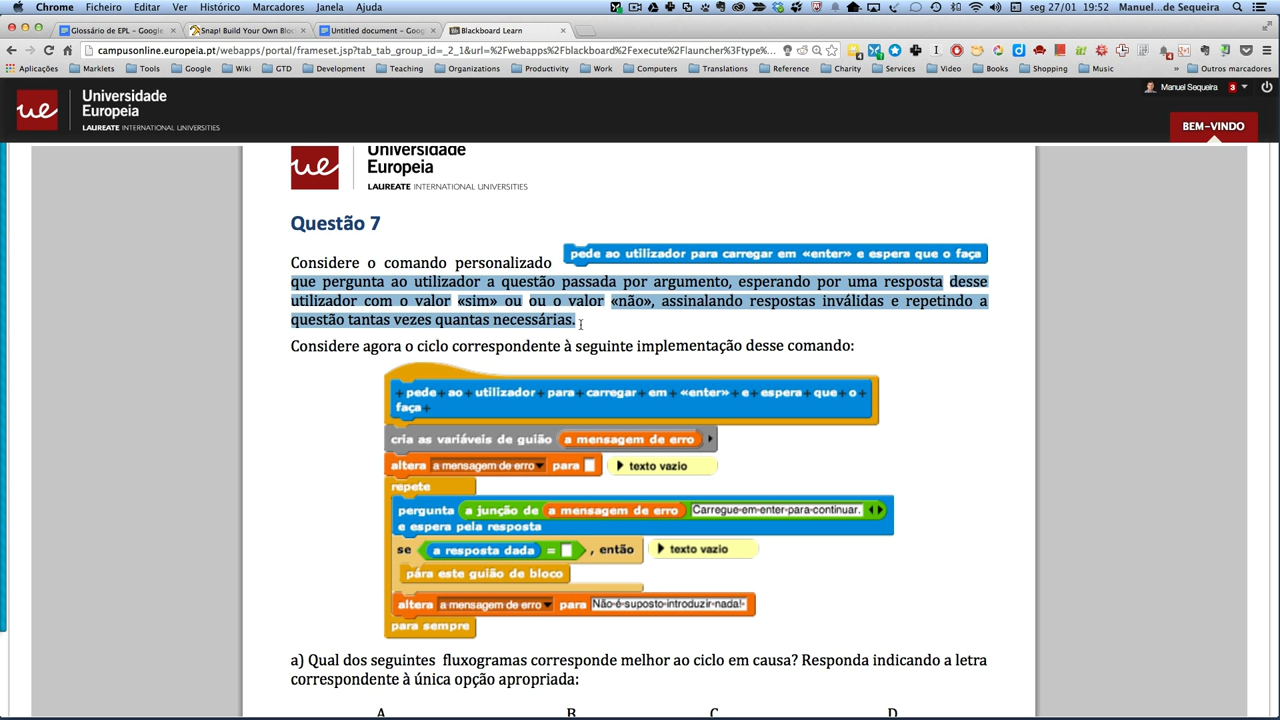 Chrome Ficheiro Editar Ver Histórico Marcadores Janela Ajuda seg 27/01 19:52 Manuel...de Sequeira
Glossário de EPL – Google Snap! Build Your Own Bloc Untitled document – Goog Blackboard Learn
campusonline.europeia.pt/webapps/portal/frameset.jsp?tab_tab_group_id=_2_1&url=%2Fwebapps%2Fblackboard%2Fexecute%2Flauncher%3Ftype%...
Aplicações Marklets Tools Google Wiki GTD Development Teaching Organizations Productivity Work Computers Translations Reference Charity Services Video Books Shopping Music » Outros marcadores
ue Universidade
Europeia
LAUREATE INTERNATIONAL UNIVERSITIES
Manuel Sequeira 3
BEM-VINDO
ue Universidade
Europeia
LAUREATE INTERNATIONAL UNIVERSITIES
Questão 7
Considere o comando personalizado pede ao utilizador para carregar em «enter» e espera que o faça
que pergunta ao utilizador a questão passada por argumento, esperando por uma resposta desse
utilizador com o valor «sim» ou ou o valor «não», assinalando respostas inválidas e repetindo a
questão tantas vezes quantas necessárias.
Considere agora o ciclo correspondente à seguinte implementação desse comando:
+ pede + ao + utilizador + para + carregar + em + «enter» + e + espera + que + o +
faça +
cria as variáveis de guião a mensagem de erro
altera a mensagem de erro para texto vazio
repete
pergunta a junção de a mensagem de erro Carregue·em·enter·para·continuar.
e espera pela resposta
se a resposta dada = , então texto vazio
pára este guião de bloco
altera a mensagem de erro para Não·é·suposto·introduzir·nada!·
para sempre
a) Qual dos seguintes fluxogramas corresponde melhor ao ciclo em causa? Responda indicando a letra
correspondente à única opção apropriada:
A B C D